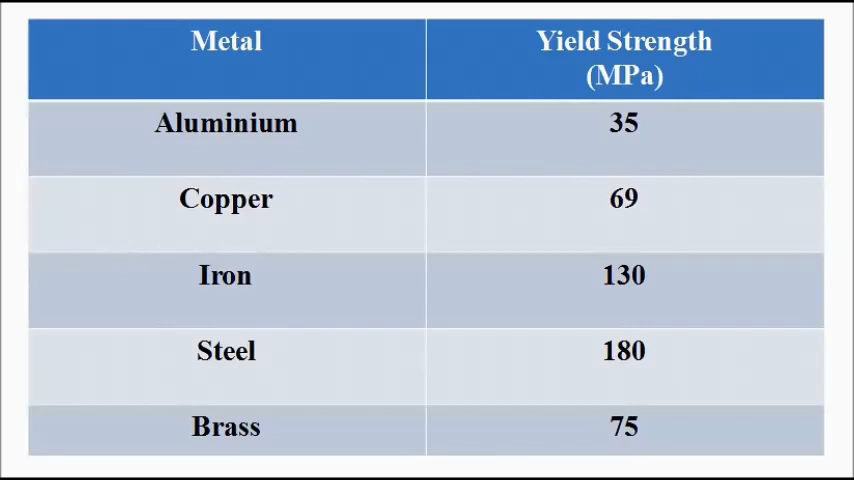 Metal Yield Strength
(MPa)
Aluminium 35
Copper 69
Iron 130
Steel 180
Brass 75